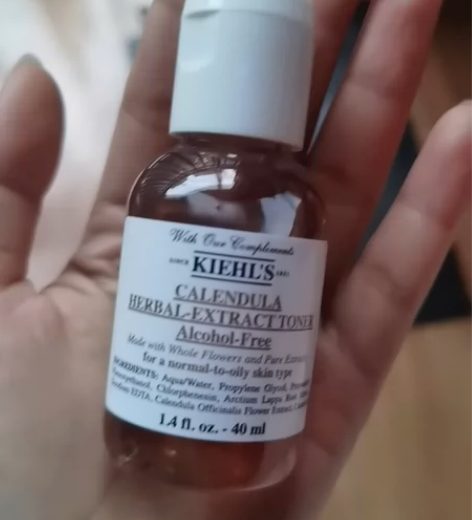 With Our Compliments
SINCE KIEHL'S 1851
CALENDULA
HERBAL-EXTRACT TONER
Alcohol-Free
Made with Whole Flowers and Pure
for a normal-to-oily skin type
INGREDIENTS: Aqua/Water, Propylene Glycol,
Chlorphenesin, Arctium Lappa
EDTA, Calendula Officinalis Flower Extract,
1.4 fl. oz. - 40 ml